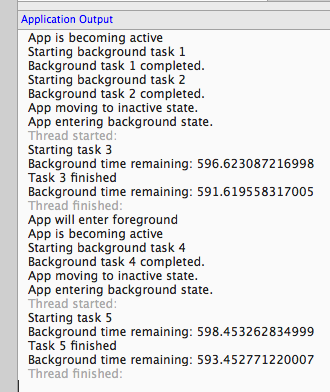 Application Output
App is becoming active
Starting background task 1
Background task 1 completed.
Starting background task 2
Background task 2 completed.
App moving to inactive state.
App entering background state.
Thread started:
Starting task 3
Background time remaining: 596.623087216998
Task 3 finished
Background time remaining: 591.619558317005
Thread finished:
App will enter foreground
App is becoming active
Starting background task 4
Background task 4 completed.
App moving to inactive state.
App entering background state.
Thread started:
Starting task 5
Background time remaining: 598.453262834999
Task 5 finished
Background time remaining: 593.452771220007
Thread finished: